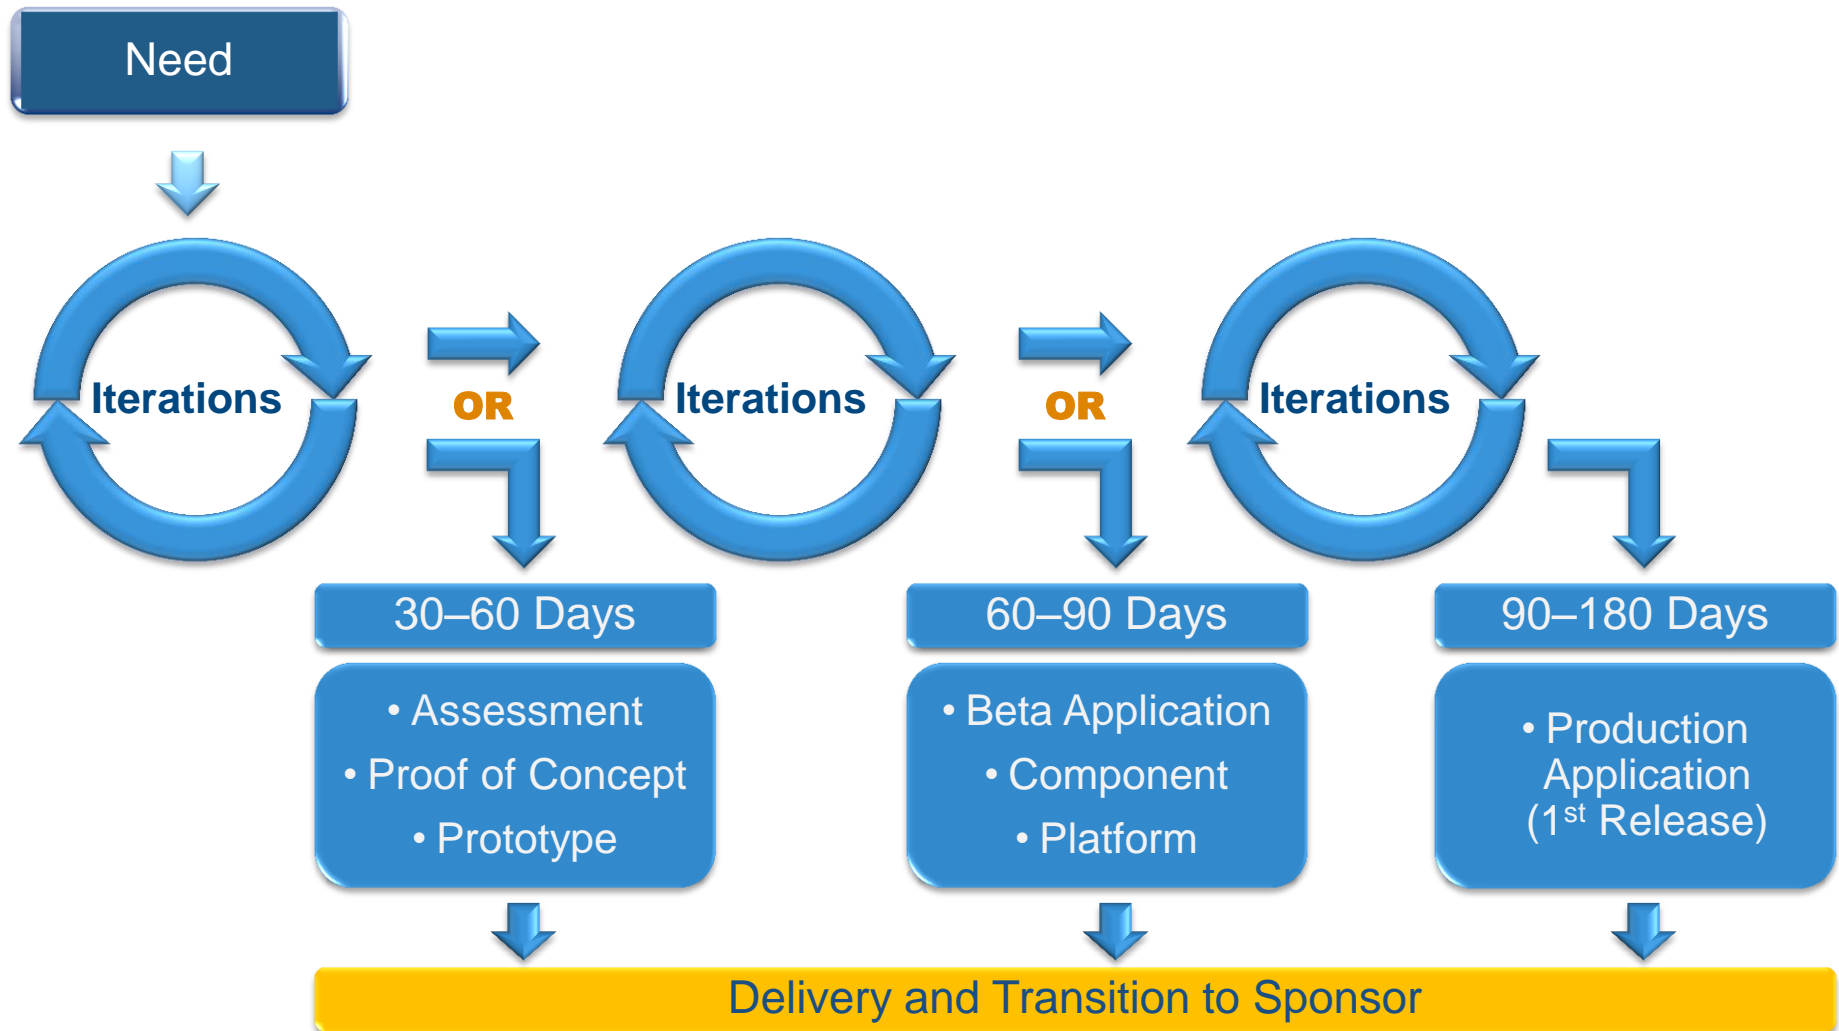 Need
Iterations
OR
Iterations
OR
Iterations
30–60 Days
• Assessment
• Proof of Concept
• Prototype
60–90 Days
• Beta Application
• Component
• Platform
90–180 Days
• Production
Application
(1st Release)
Delivery and Transition to Sponsor